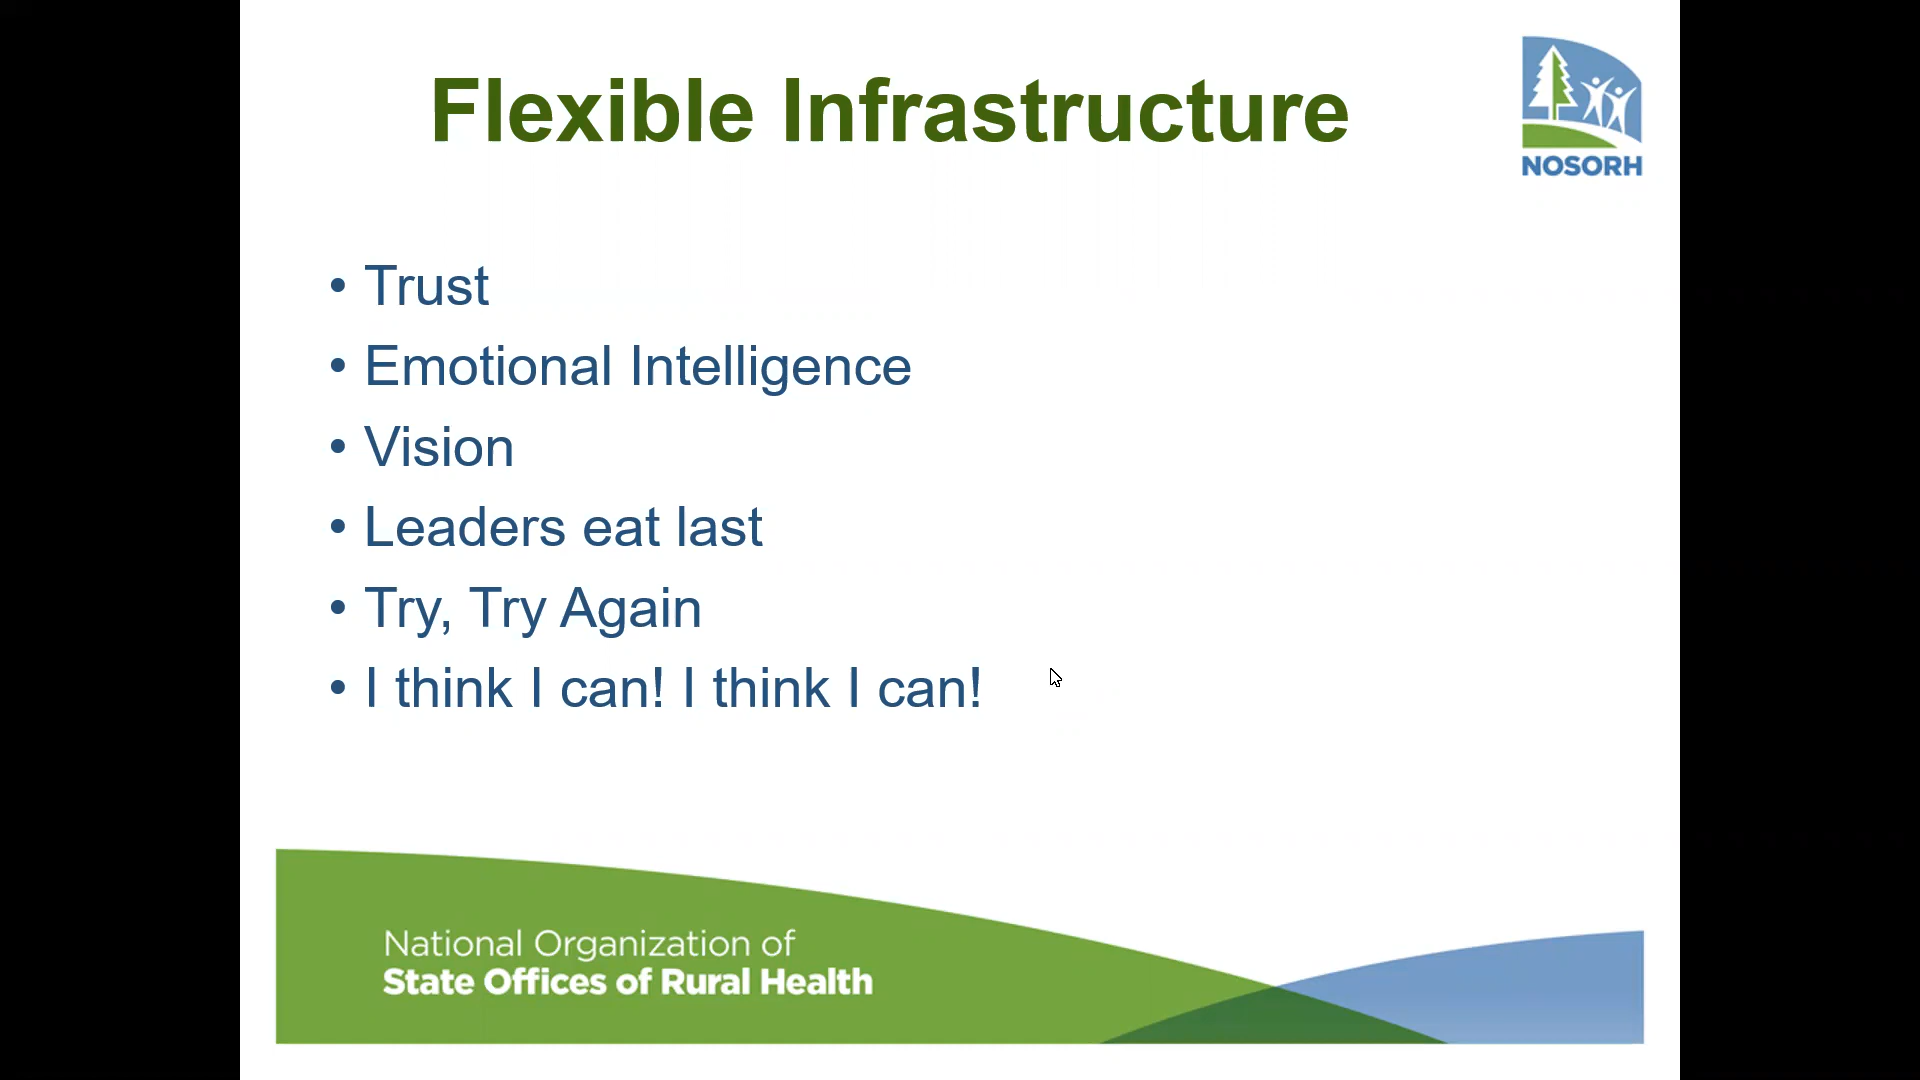 Flexible Infrastructure
NOSORH
• Trust
• Emotional Intelligence
• Vision
• Leaders eat last
• Try, Try Again
• I think I can! I think I can!
National Organization of
State Offices of Rural Health